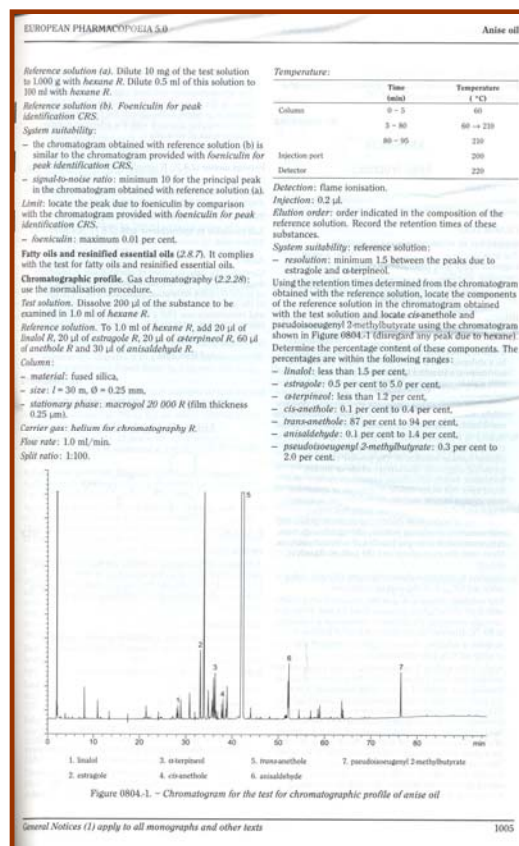 EUROPEAN PHARMACOPOEIA 5.0
Anise oil
Reference solution (a). Dilute 10 mg of the test solution
to 1.000 g with hexane R. Dilute 0.5 ml of this solution to
100 ml with hexane R.
Reference solution (b). Foeniculin for peak
identification CRS.
System suitability:
– the chromatogram obtained with reference solution (b) is
similar to the chromatogram provided with foeniculin for
peak identification CRS,
– signal-to-noise ratio: minimum 10 for the principal peak
in the chromatogram obtained with reference solution (a).
Limit: locate the peak due to foeniculin by comparison
with the chromatogram provided with foeniculin for peak
identification CRS.
– foeniculin: maximum 0.01 per cent.
Fatty oils and resinified essential oils (2.8.7). It complies
with the test for fatty oils and resinified essential oils.
Chromatographic profile. Gas chromatography (2.2.28):
use the normalisation procedure.
Test solution. Dissolve 200 µl of the substance to be
examined in 1.0 ml of hexane R.
Reference solution. To 1.0 ml of hexane R, add 20 µl of
linalol R, 20 µl of estragole R, 20 µl of α-terpineol R, 60 µl
of anethole R and 30 µl of anisaldehyde R.
Column:
– material: fused silica,
– size: l = 30 m, Ø = 0.25 mm,
– stationary phase: macrogol 20 000 R (film thickness
0.25 µm).
Carrier gas: helium for chromatography R.
Flow rate: 1.0 ml/min.
Split ratio: 1:100.
Temperature:
Time Temperature
(min) (°C)
Column 0 - 5 60
5 - 80 60 → 210
80 - 95 210
Injection port 200
Detector 220
Detection: flame ionisation.
Injection: 0.2 µl.
Elution order: order indicated in the composition of the
reference solution. Record the retention times of these
substances.
System suitability: reference solution:
– resolution: minimum 1.5 between the peaks due to
estragole and α-terpineol.
Using the retention times determined from the chromatogram
obtained with the reference solution, locate the components
of the reference solution in the chromatogram obtained
with the test solution and locate cis-anethole and
pseudoisoeugenyl 2-methylbutyrate using the chromatogram
shown in Figure 0804.-1 (disregard any peak due to hexane).
Determine the percentage content of these components. The
percentages are within the following ranges:
– linalol: less than 1.5 per cent,
– estragole: 0.5 per cent to 5.0 per cent,
– α-terpineol: less than 1.2 per cent,
– cis-anethole: 0.1 per cent to 0.4 per cent,
– trans-anethole: 87 per cent to 94 per cent,
– anisaldehyde: 0.1 per cent to 1.4 per cent,
– pseudoisoeugenyl 2-methylbutyrate: 0.3 per cent to
2.0 per cent.
5
2
3
6
7
1
4
0 10 20 30 40 50 60 70 80 min
1. linalol 3. α-terpineol 5. trans-anethole 7. pseudoisoeugenyl 2-methylbutyrate
2. estragole 4. cis-anethole 6. anisaldehyde
Figure 0804.-1. – Chromatogram for the test for chromatographic profile of anise oil
General Notices (1) apply to all monographs and other texts
1005